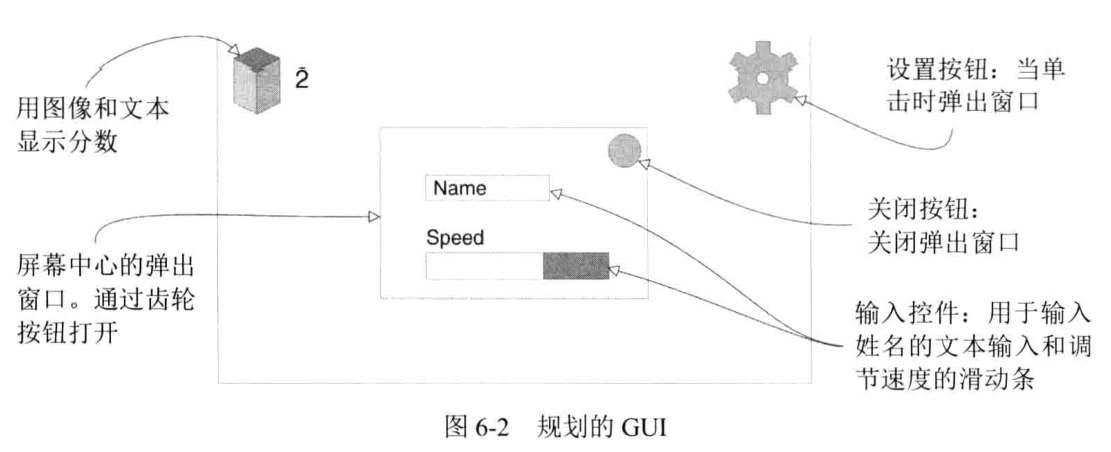 用图像和文本
显示分数
2
设置按钮：当单
击时弹出窗口
Name
Speed
关闭按钮：
关闭弹出窗口
屏幕中心的弹出
窗口。通过齿轮
按钮打开
输入控件：用于输入
姓名的文本输入和调
节速度的滑动条
图 6-2 规划的 GUI